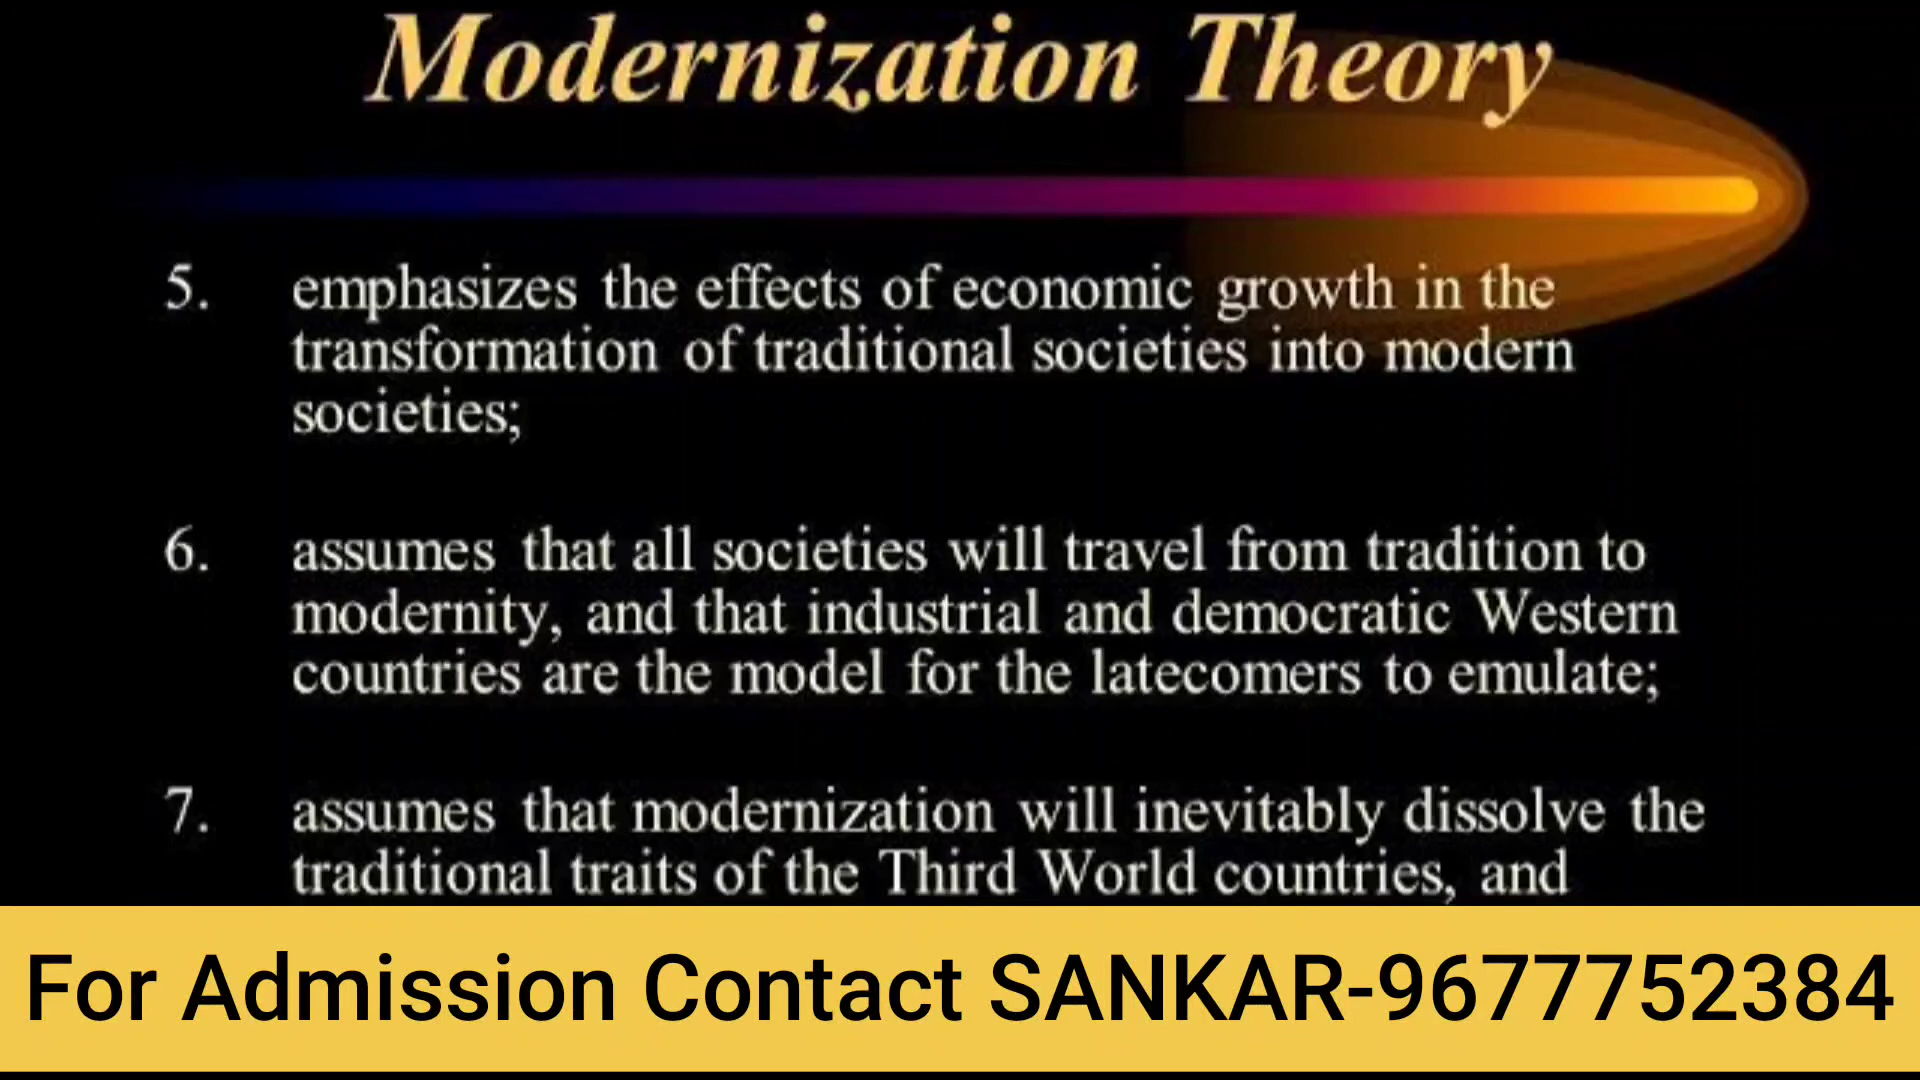 Modernization Theory
5. emphasizes the effects of economic growth in the
transformation of traditional societies into modern
societies;
6. assumes that all societies will travel from tradition to
modernity, and that industrial and democratic Western
countries are the model for the latecomers to emulate;
7. assumes that modernization will inevitably dissolve the
traditional traits of the Third World countries, and
For Admission Contact SANKAR-9677752384